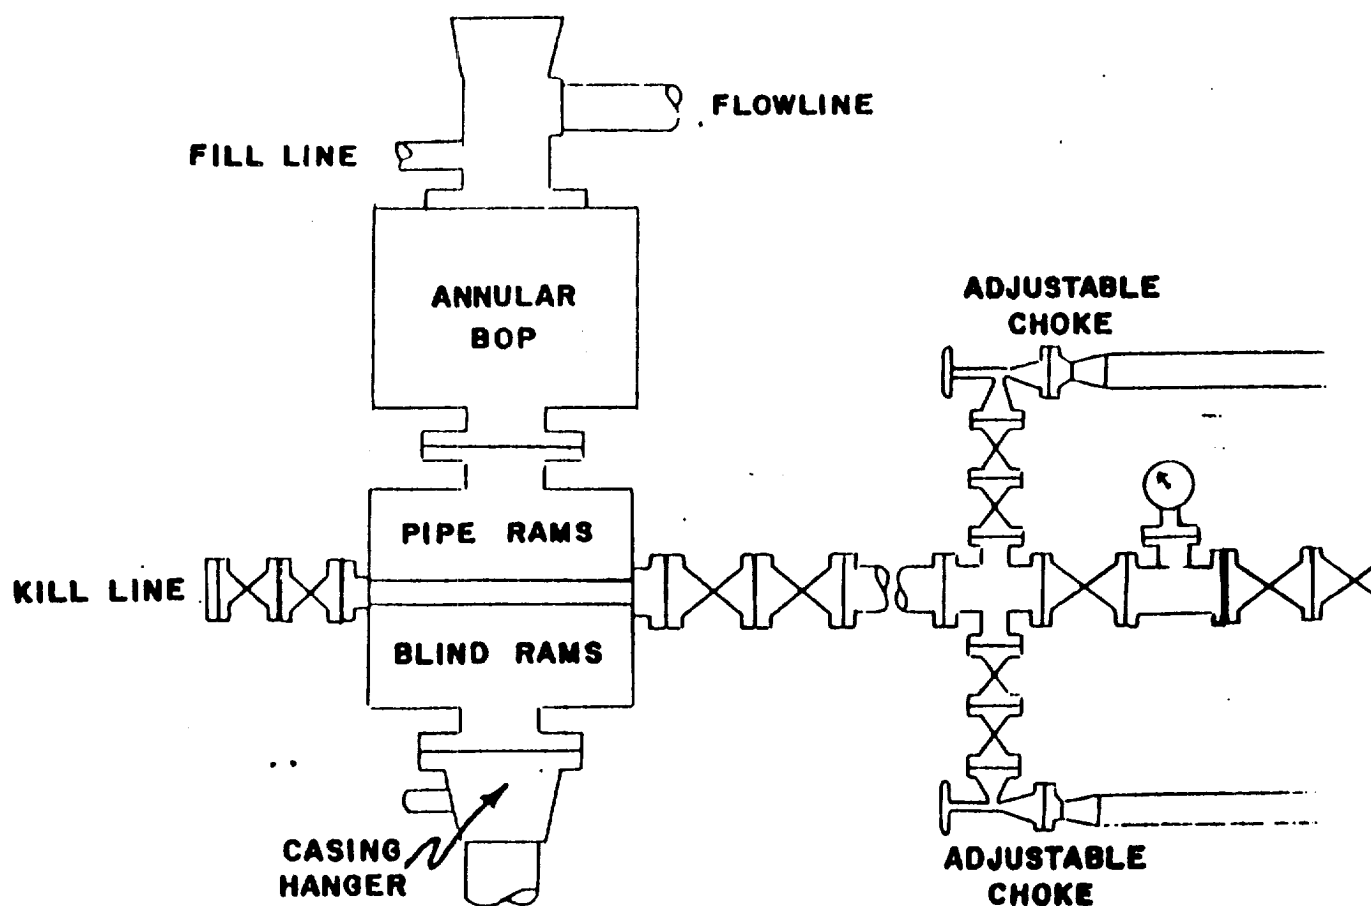 FLOWLINE
FILL LINE
ANNULAR
BOP
ADJUSTABLE
CHOKE
PIPE RAMS
KILL LINE
BLIND RAMS
CASING
HANGER
ADJUSTABLE
CHOKE